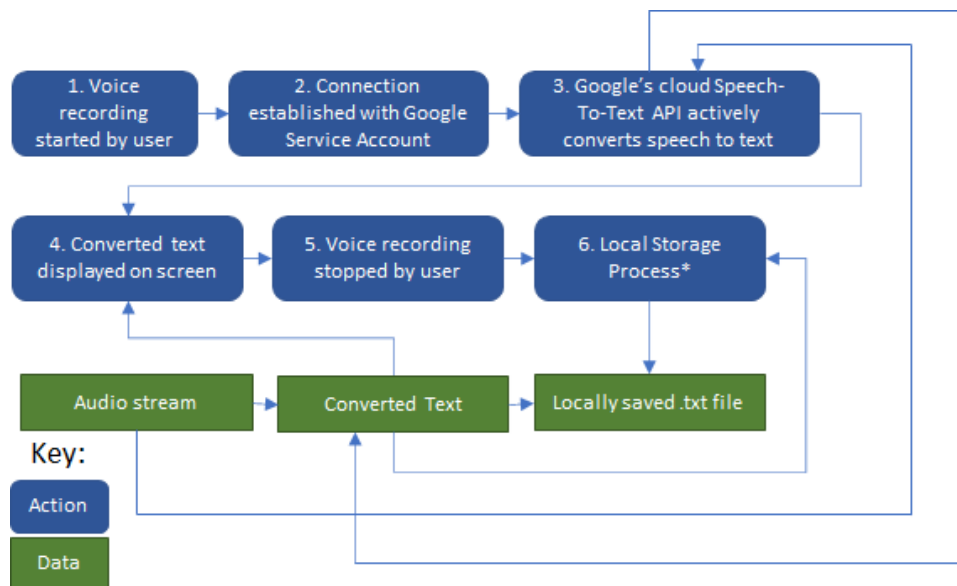 1. Voice
recording
started by user
2. Connection
established with Google
Service Account
3. Google's cloud Speech-
To-Text API actively
converts speech to text
4. Converted text
displayed on screen
5. Voice recording
stopped by user
6. Local Storage
Process*
Audio stream
Converted Text
Locally saved .txt file
Key:
Action
Data